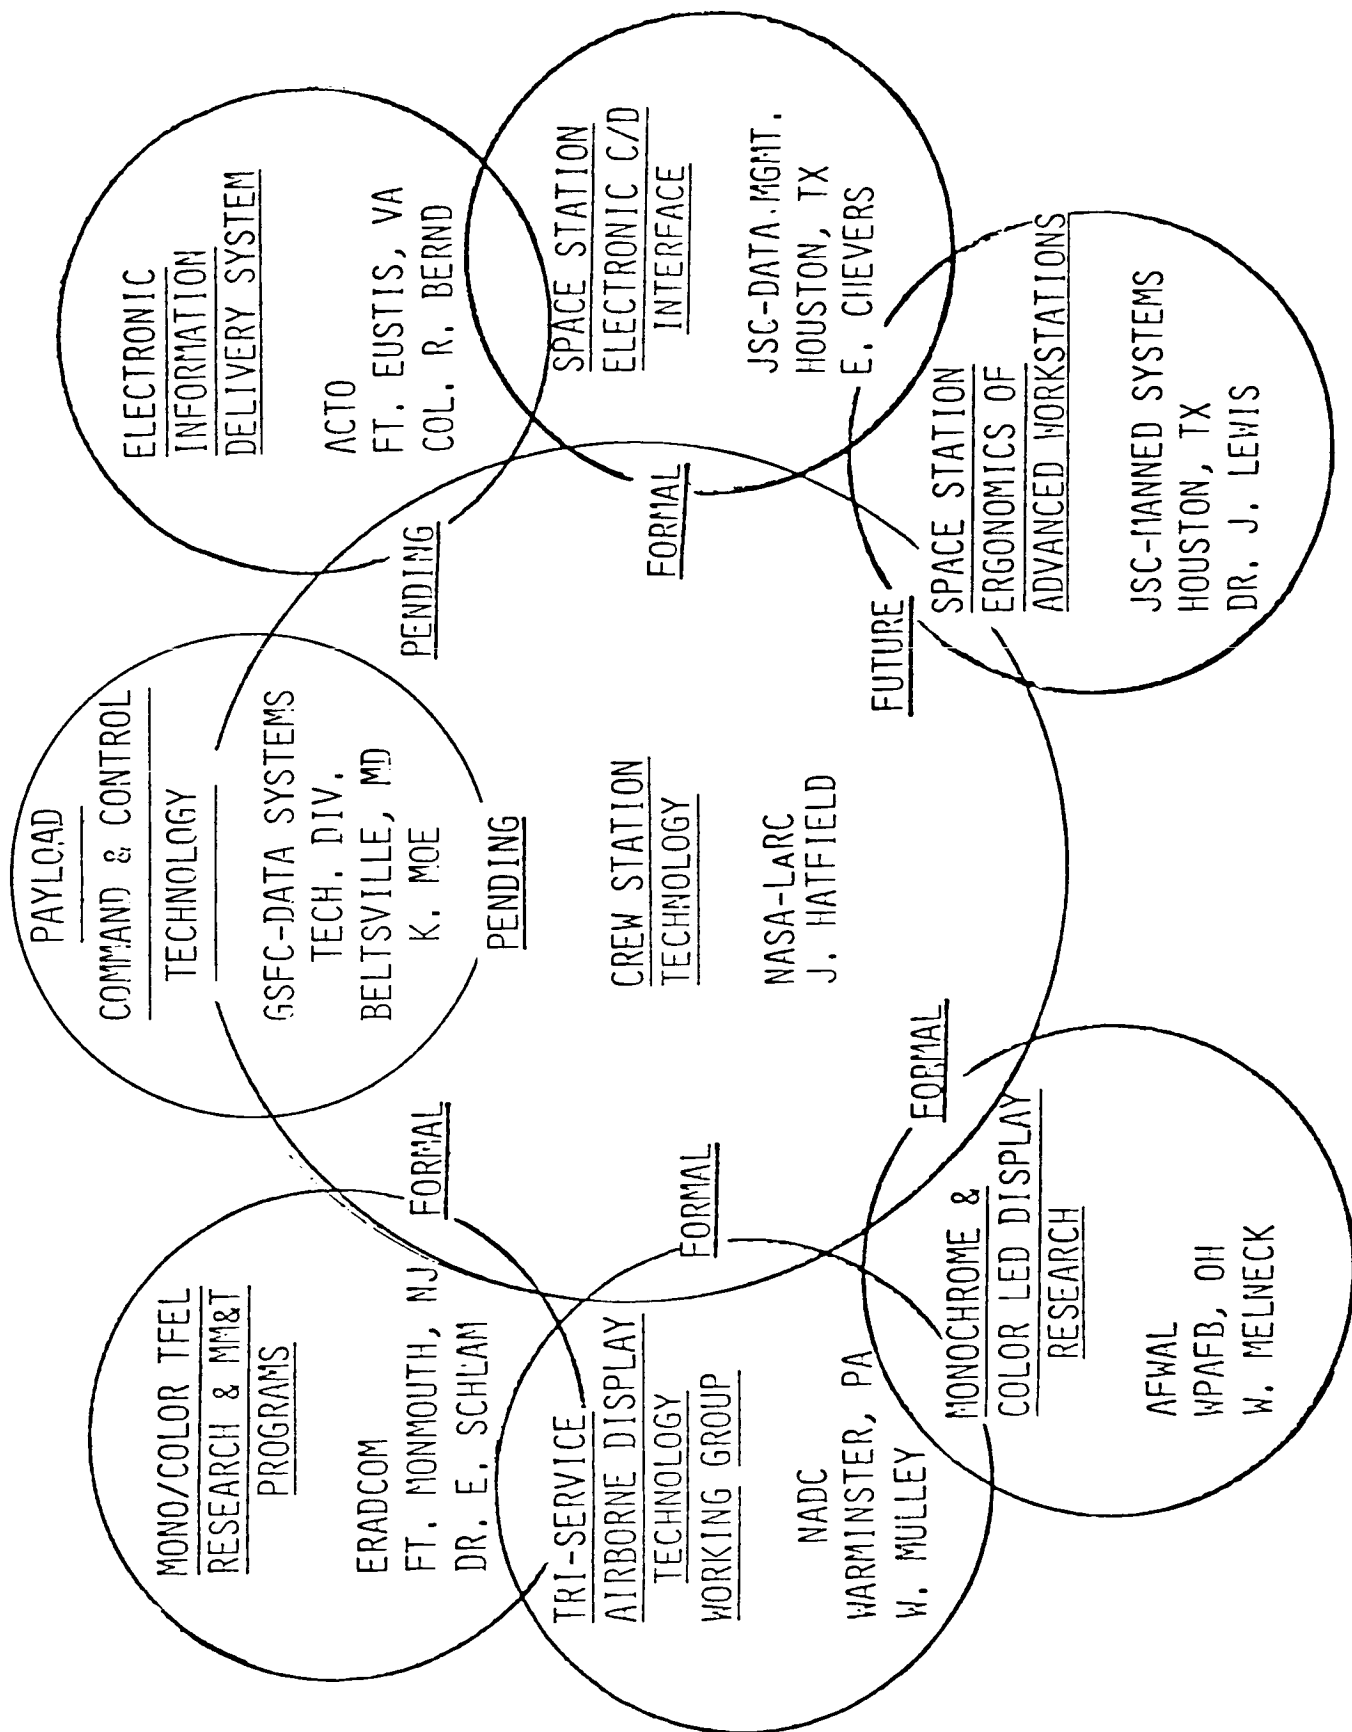 PAYLOAD
COMMAND & CONTROL
TECHNOLOGY
GSFC-DATA SYSTEMS
TECH. DIV.
BELTSVILLE, MD
K. MOE
PENDING
ELECTRONIC
INFORMATION
DELIVERY SYSTEM
ACTO
FT. EUSTIS, VA
COL. R. BERND
PENDING
SPACE STATION
ELECTRONIC C/D
INTERFACE
JSC-DATA MGMT.
HOUSTON, TX
E. CHEVERS
FORMAL
SPACE STATION
ERGONOMICS OF
ADVANCED WORKSTATIONS
JSC-MANNED SYSTEMS
HOUSTON, TX
DR. J. LEWIS
FUTURE
CREW STATION
TECHNOLOGY
NASA-LARC
J. HATFIELD
MONO/COLOR TFEL
RESEARCH & MM&T
PROGRAMS
ERADCOM
FT. MONMOUTH, NJ
DR. E. SCHLAM
FORMAL
TRI-SERVICE
AIRBORNE DISPLAY
TECHNOLOGY
WORKING GROUP
NADC
WARMINSTER, PA
W. MULLEY
FORMAL
MONOCHROME &
COLOR LED DISPLAY
RESEARCH
AFWAL
WPAFB, OH
W. MELNECK
FORMAL